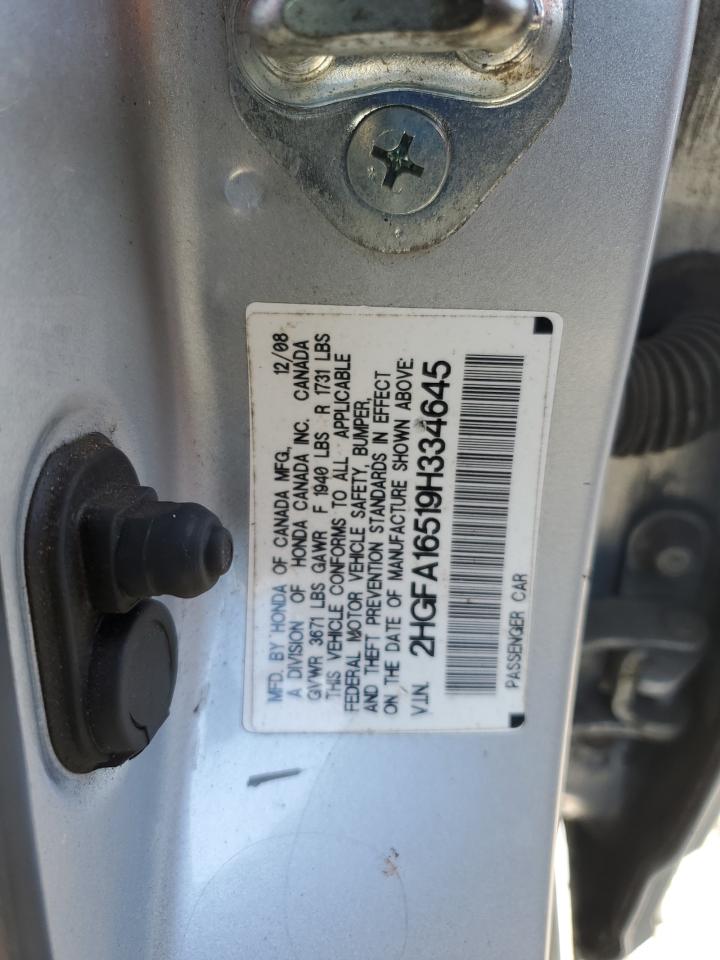 MFD. BY HONDA OF CANADA MFG., 12/08
A DIVISION OF HONDA CANADA INC. CANADA
GVWR 3671 LBS GAWR F 1940 LBS R 1731 LBS
THIS VEHICLE CONFORMS TO ALL APPLICABLE
FEDERAL MOTOR VEHICLE SAFETY, BUMPER,
AND THEFT PREVENTION STANDARDS IN EFFECT
ON THE DATE OF MANUFACTURE SHOWN ABOVE.
V.I.N. 2HGFA16519H334645
PASSENGER CAR